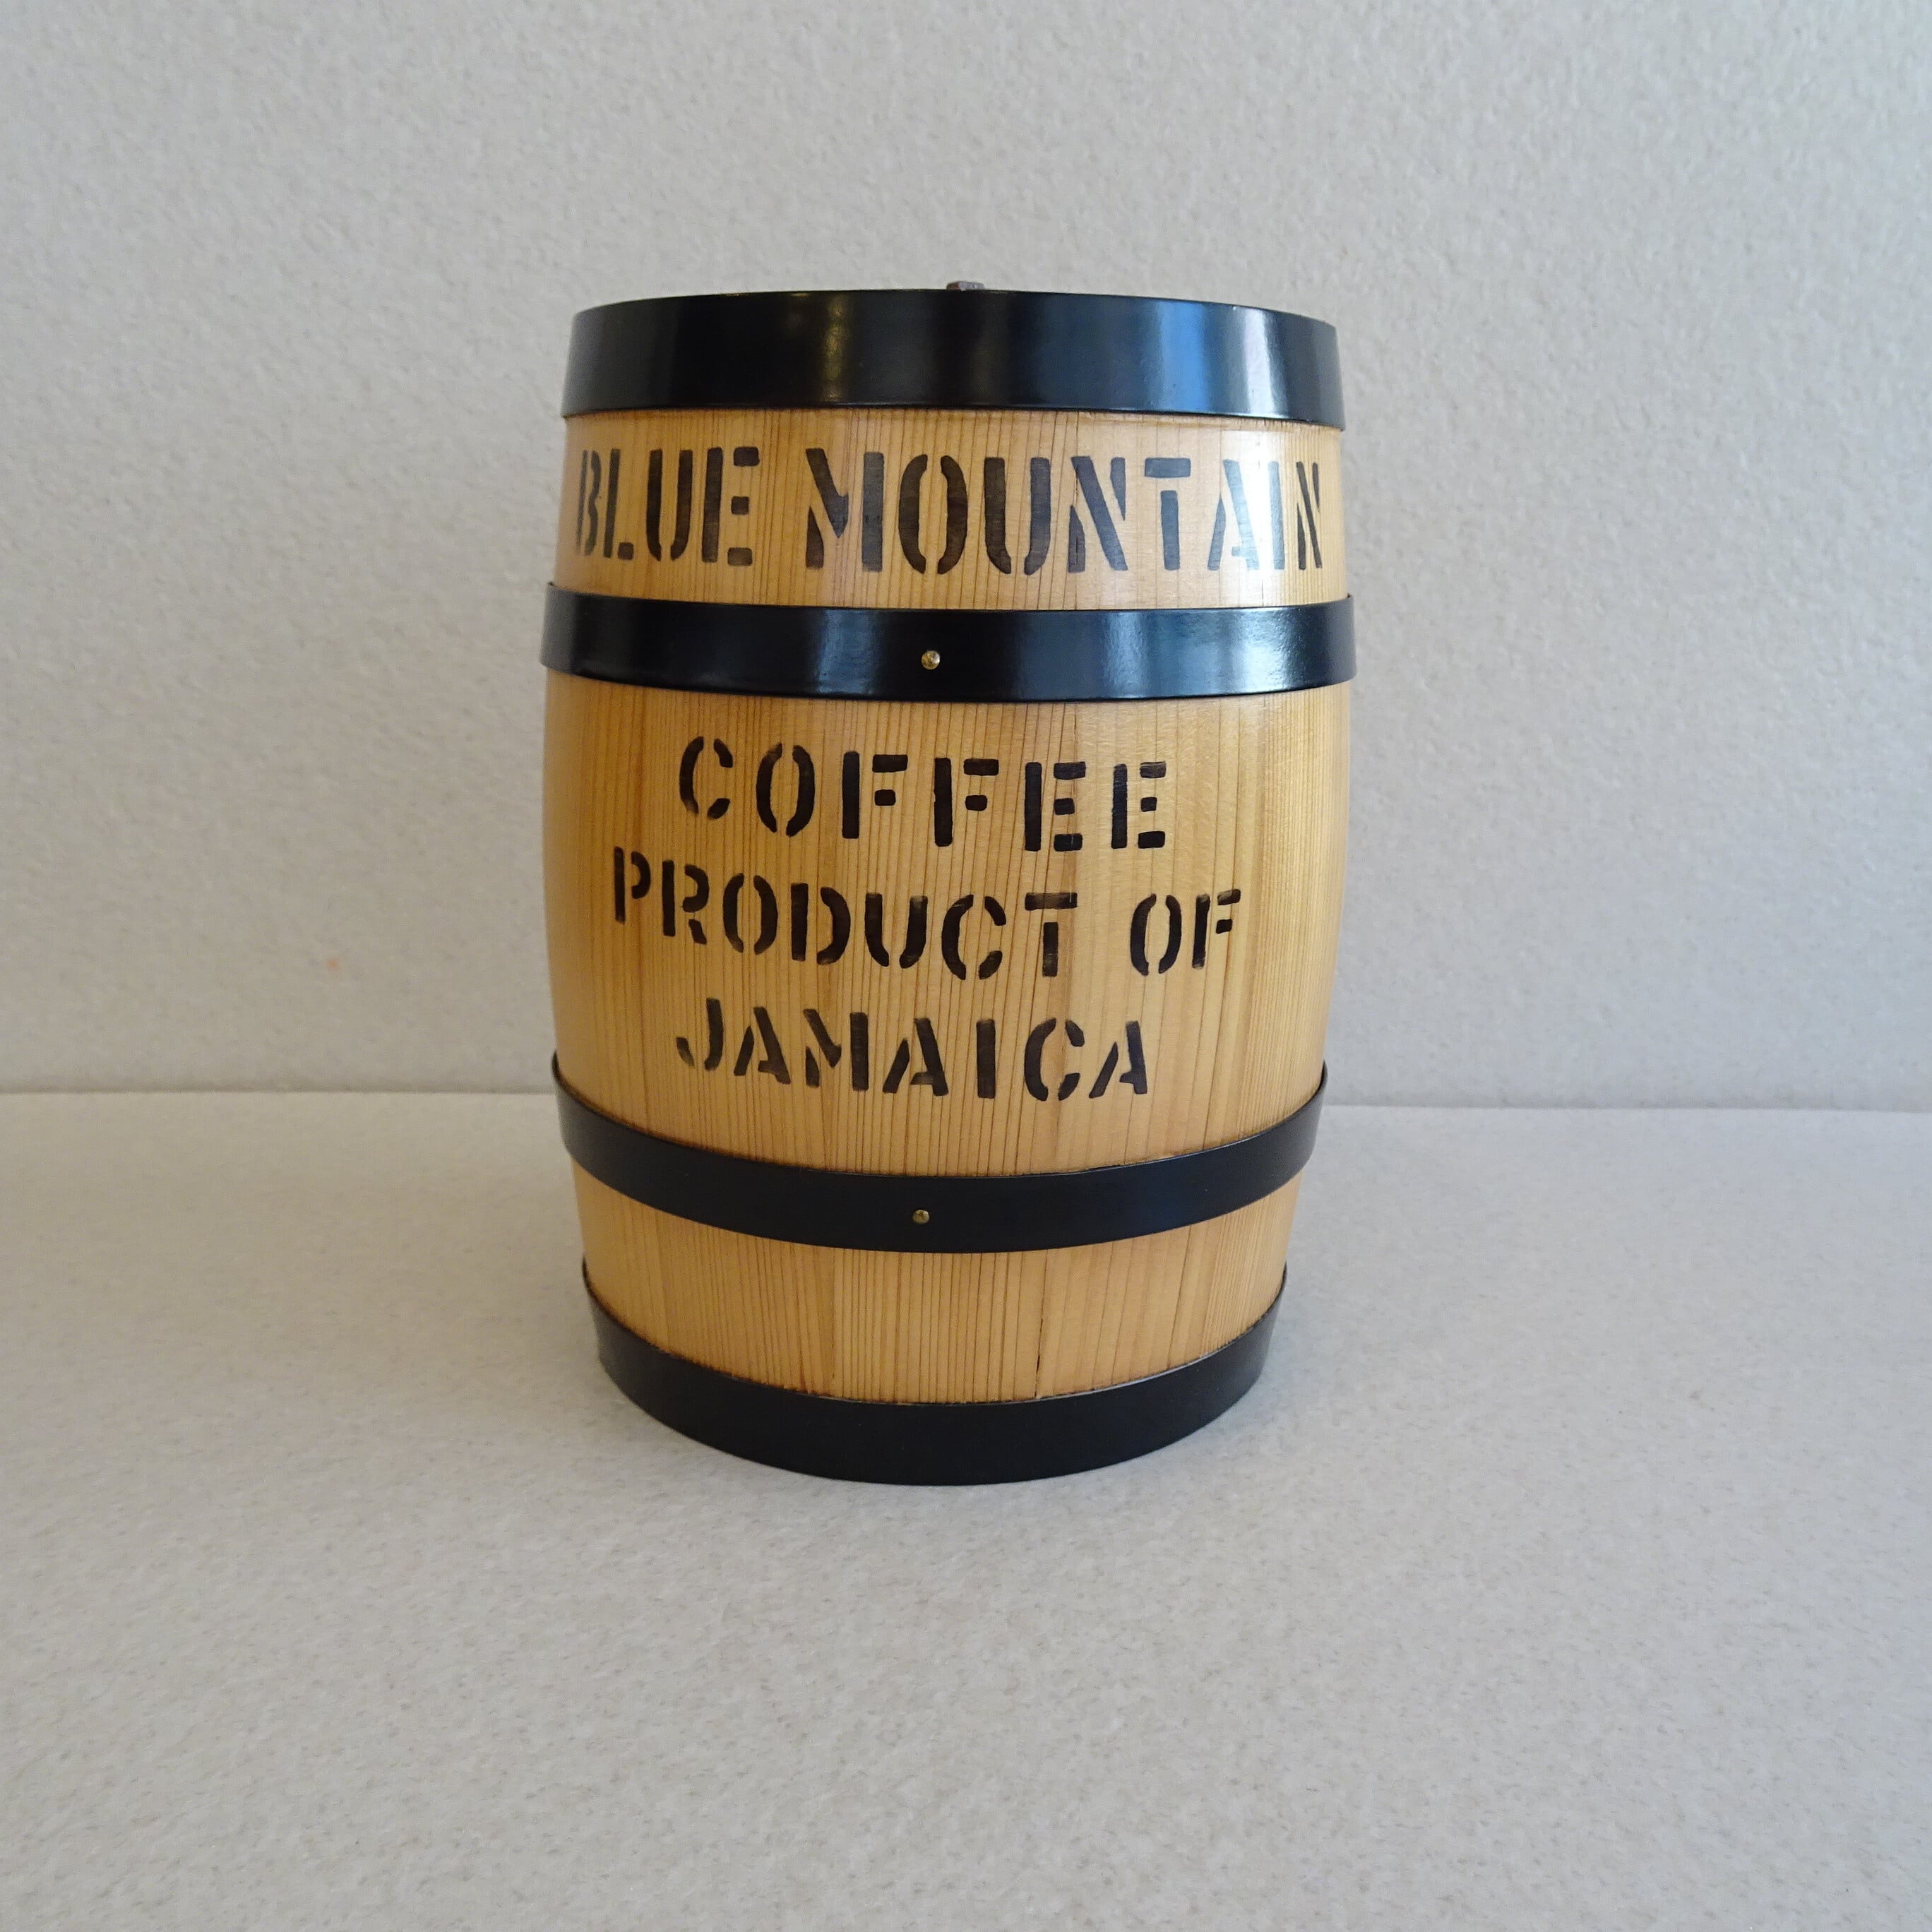 BLUE MOUNTAIN
COFFEE
PRODUCT OF
JAMAICA